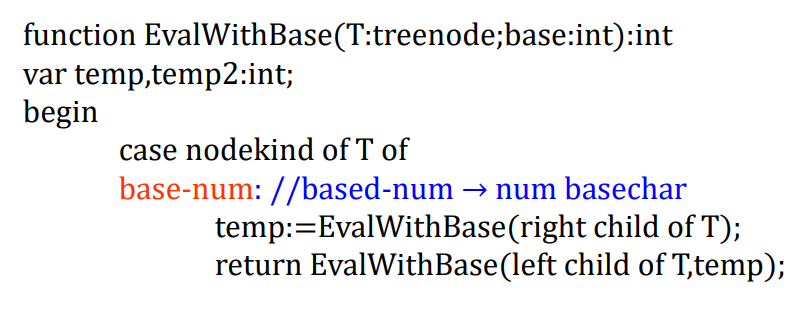 function EvalWithBase(T:treenode;base:int):int
var temp,temp2:int;
begin
case nodekind of T of
base-num: //based-num → num basechar
temp:=EvalWithBase(right child of T);
return EvalWithBase(left child of T,temp);